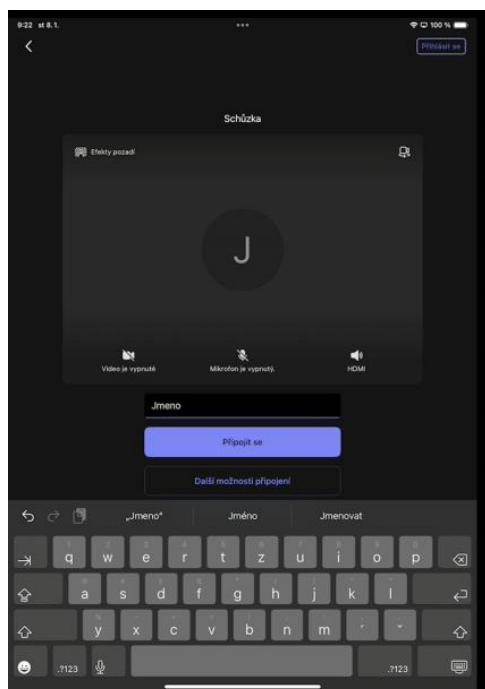 9:22 st 8. 1.
100 %
Přihlásit se
Schůzka
Efekty pozadí
J
Video je vypnuté
Mikrofon je vypnutý.
HDMI
Jmeno
Připojit se
Další možnosti připojení
„Jmeno“ Jméno Jmenovat
q w e r t z u i o p
a s d f g h j k l
y x c v b n m
.?123 .?123